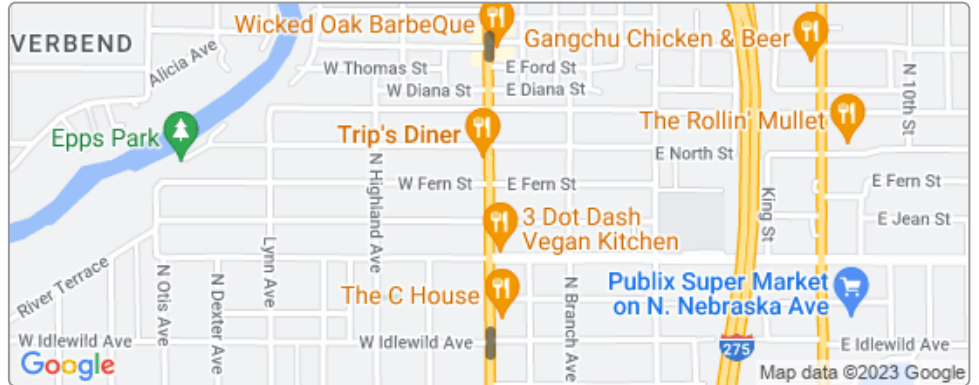 Wicked Oak BarbeQue
Gangchu Chicken & Beer
VERBEND
Alicia Ave
W Thomas St
E Ford St
N 10th St
W Diana St
E Diana St
Epps Park
Trip's Diner
The Rollin' Mullet
E North St
N Highland Ave
W Fern St
E Fern St
E Fern St
King St
3 Dot Dash
Vegan Kitchen
E Jean St
River Terrace
N Otis Ave
N Dexter Ave
Lynn Ave
The C House
N Branch Ave
Publix Super Market
on N. Nebraska Ave
W Idlewild Ave
W Idlewild Ave
275
E Idlewild Ave
Google
Map data ©2023 Google